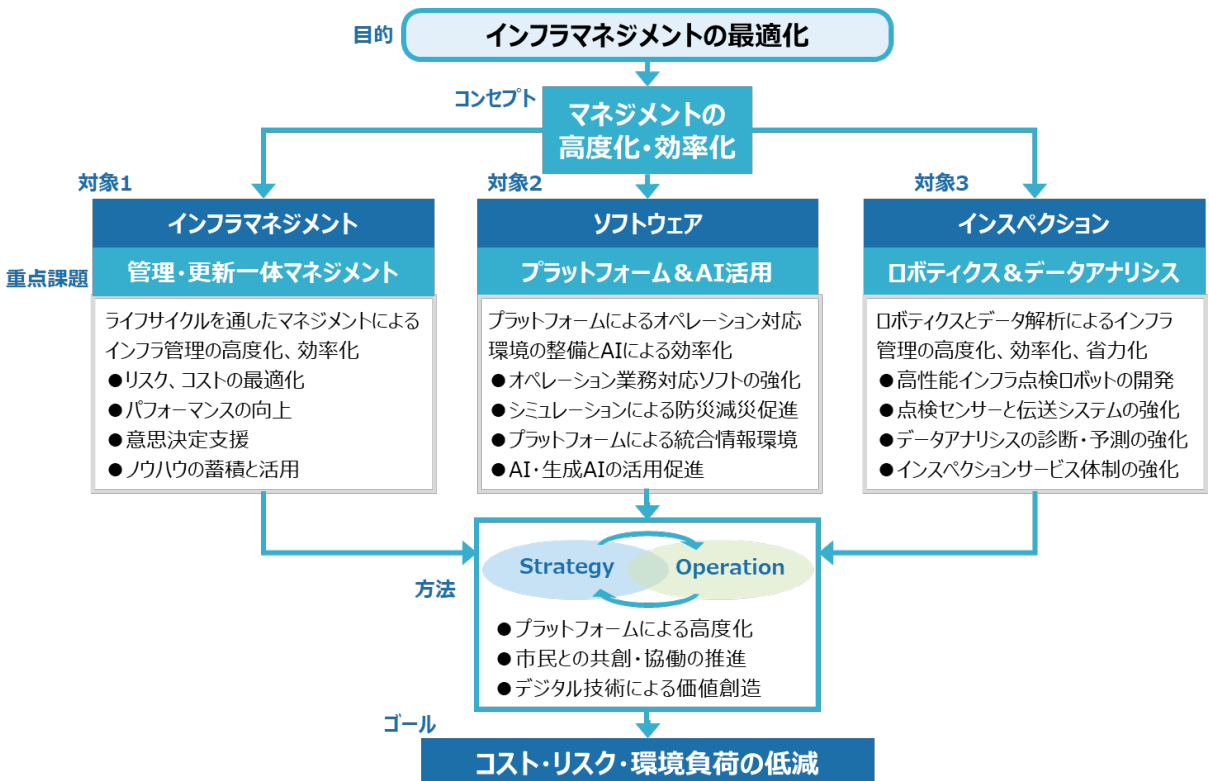 目的
インフラマネジメントの最適化
コンセプト
マネジメントの
高度化・効率化
対象1
インフラマネジメント
重点課題
管理・更新一体マネジメント
ライフサイクルを通したマネジメントによる
インフラ管理の高度化、効率化
●リスク、コストの最適化
●パフォーマンスの向上
●意思決定支援
●ノウハウの蓄積と活用
対象2
ソフトウェア
プラットフォーム＆AI活用
プラットフォームによるオペレーション対応
環境の整備とAIによる効率化
●オペレーション業務対応ソフトの強化
●シミュレーションによる防災減災促進
●プラットフォームによる統合情報環境
●AI・生成AIの活用促進
対象3
インスペクション
ロボティクス＆データアナリシス
ロボティクスとデータ解析によるインフラ
管理の高度化、効率化、省力化
●高性能インフラ点検ロボットの開発
●点検センサーと伝送システムの強化
●データアナリシスの診断・予測の強化
●インスペクションサービス体制の強化
方法
Strategy
Operation
●プラットフォームによる高度化
●市民との共創・協働の推進
●デジタル技術による価値創造
ゴール
コスト・リスク・環境負荷の低減